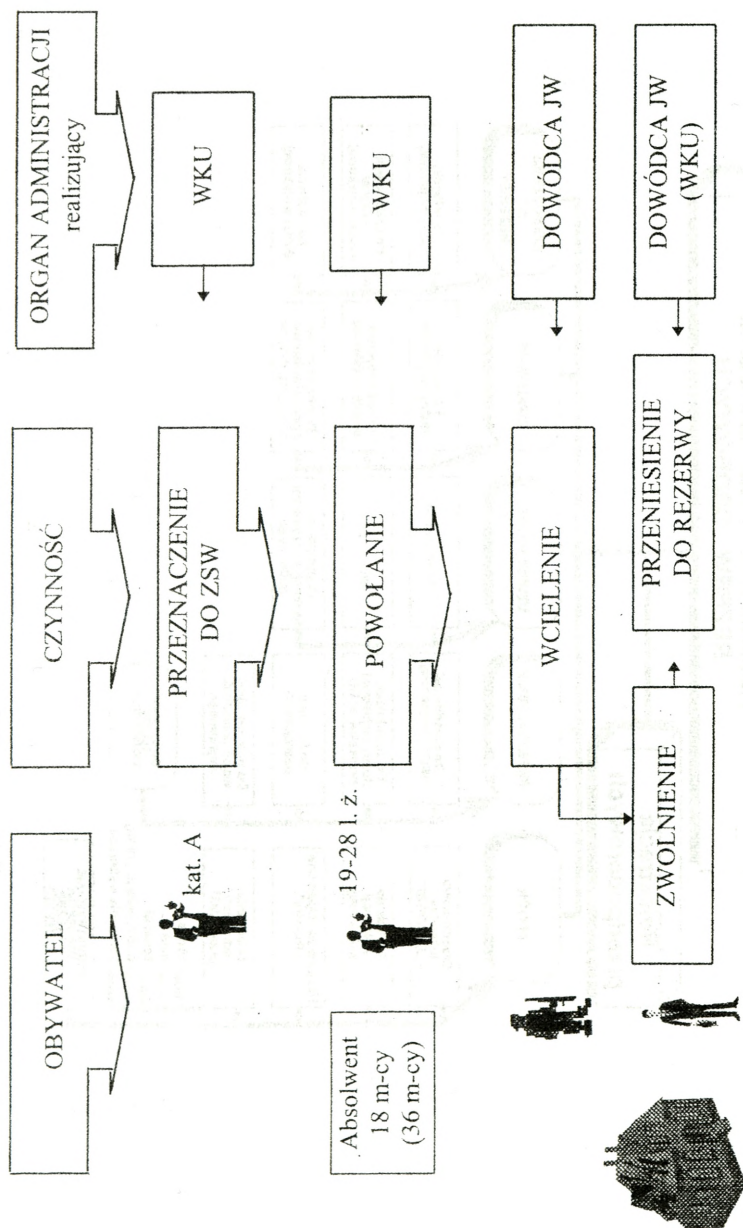 OBYWATEL
CZYNNOŚĆ
ORGAN ADMINISTRACJI
realizujący
kat. A
PRZEZNACZENIE
DO ZSW
WKU
Absolwent
18 m-cy
(36 m-cy)
19-28 l. ż.
POWOŁANIE
WKU
WCIELENIE
DOWÓDCA JW
ZWOLNIENIE
PRZENIESIENIE
DO REZERWY
DOWÓDCA JW
(WKU)